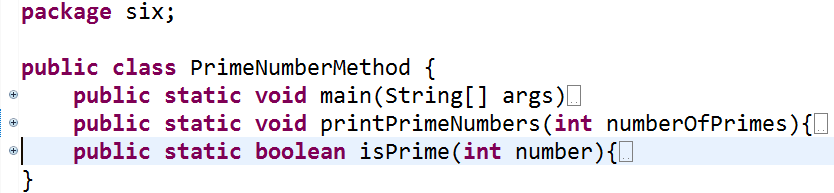 package six;
public class PrimeNumberMethod {
public static void main(String[] args)
public static void printPrimeNumbers(int numberOfPrimes){
public static boolean isPrime(int number){
}